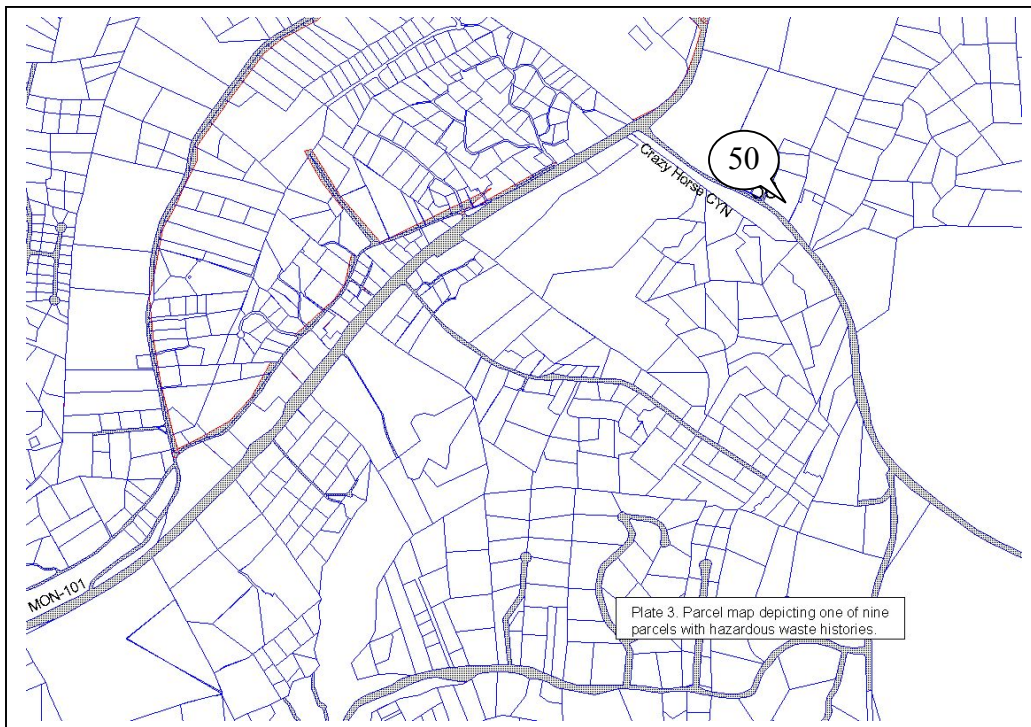 50
Crazy Horse CYN
MON-101
Plate 3. Parcel map depicting one of nine
parcels with hazardous waste histories.